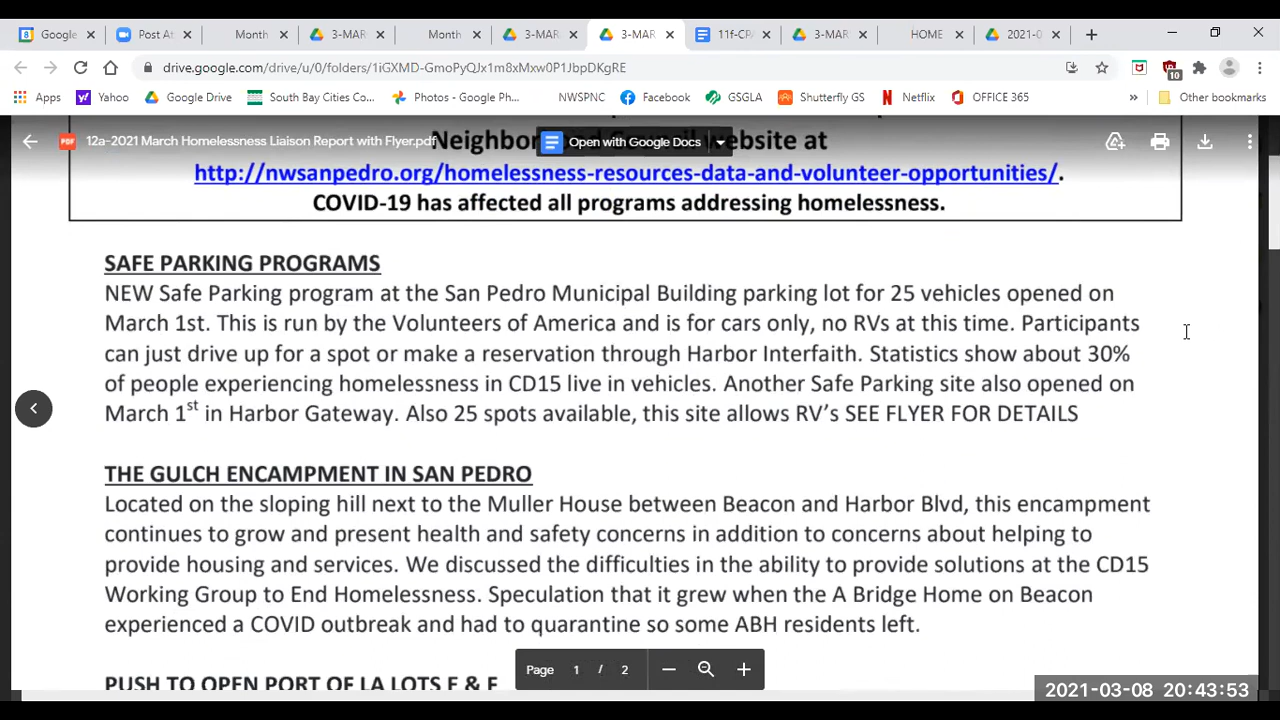 Google
Post At
Month
3-MAR
Month
3-MAR
3-MAR
11f-CPA
3-MAR
HOME
2021-0
drive.google.com/drive/u/0/folders/1iGXMD-GmoPyQJx1m8xMxw0P1JbpDKgRE
10
Apps
Yahoo
Google Drive
South Bay Cities Co...
Photos - Google Ph...
NWSPNC
Facebook
GSGLA
Shutterfly GS
Netflix
OFFICE 365
Other bookmarks
12a-2021 March Homelessness Liaison Report with Flyer.pdf
Open with Google Docs
website at
http://nwsanpedro.org/homelessness-resources-data-and-volunteer-opportunities/.
COVID-19 has affected all programs addressing homelessness.
SAFE PARKING PROGRAMS
NEW Safe Parking program at the San Pedro Municipal Building parking lot for 25 vehicles opened on
March 1st. This is run by the Volunteers of America and is for cars only, no RVs at this time. Participants
can just drive up for a spot or make a reservation through Harbor Interfaith. Statistics show about 30%
of people experiencing homelessness in CD15 live in vehicles. Another Safe Parking site also opened on
March 1st in Harbor Gateway. Also 25 spots available, this site allows RV's SEE FLYER FOR DETAILS
THE GULCH ENCAMPMENT IN SAN PEDRO
Located on the sloping hill next to the Muller House between Beacon and Harbor Blvd, this encampment
continues to grow and present health and safety concerns in addition to concerns about helping to
provide housing and services. We discussed the difficulties in the ability to provide solutions at the CD15
Working Group to End Homelessness. Speculation that it grew when the A Bridge Home on Beacon
experienced a COVID outbreak and had to quarantine so some ABH residents left.
PUSH TO OPEN PORT OF LA LOTS E & F
Page 1 / 2
2021-03-08 20:43:53